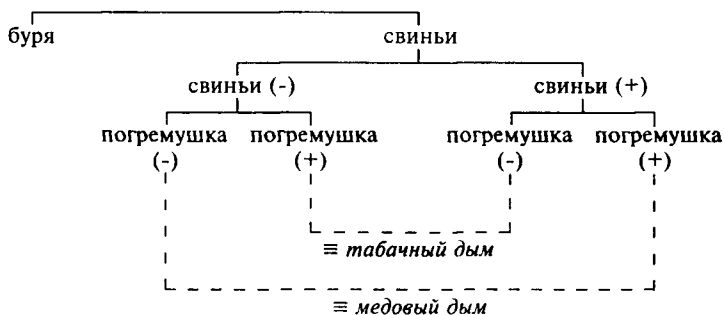 буря свиньи
свиньи (-) свиньи (+)
погремушка погремушка погремушка погремушка
(-) (+) (-) (+)
≡ табачный дым
≡ медовый дым